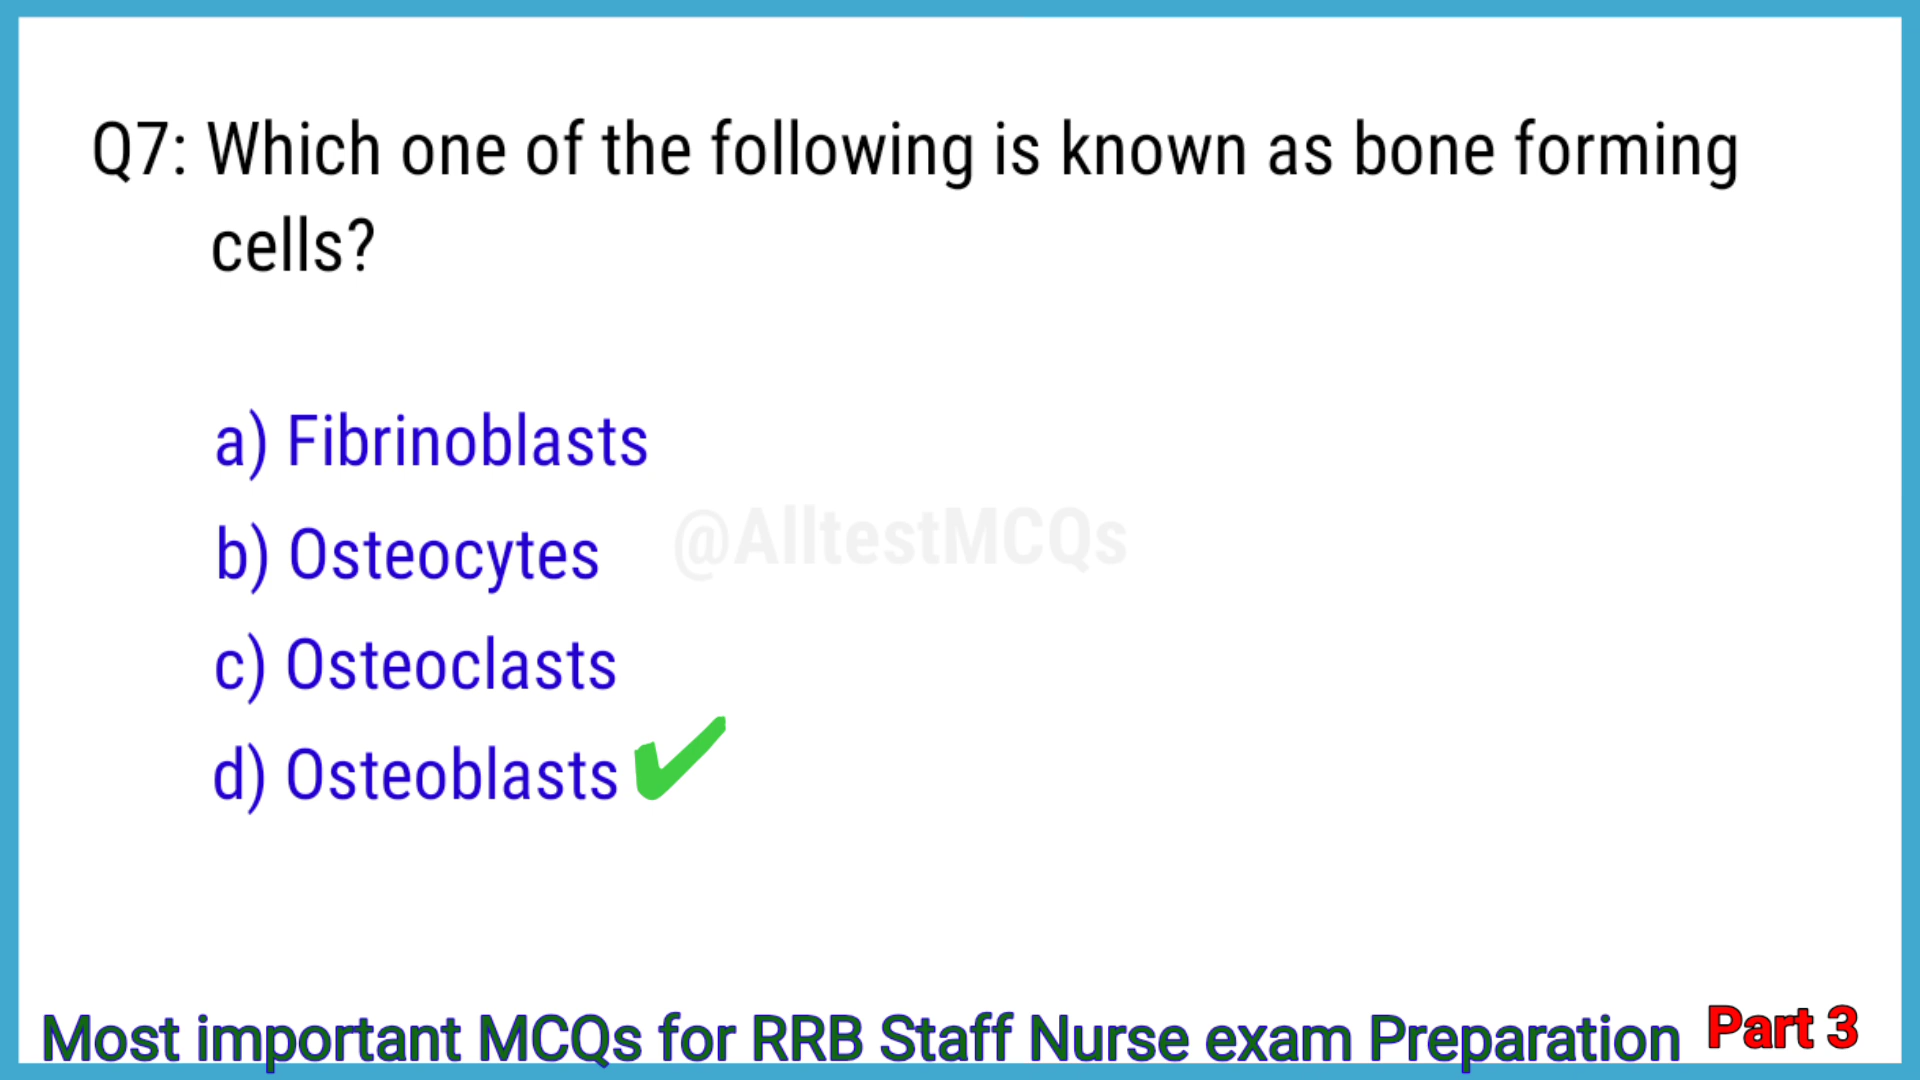 Q7: Which one of the following is known as bone forming
cells?
a) Fibrinoblasts
@AlltestMCQs
b) Osteocytes
c) Osteoclasts
d) Osteoblasts
Most important MCQs for RRB Staff Nurse exam Preparation Part 3